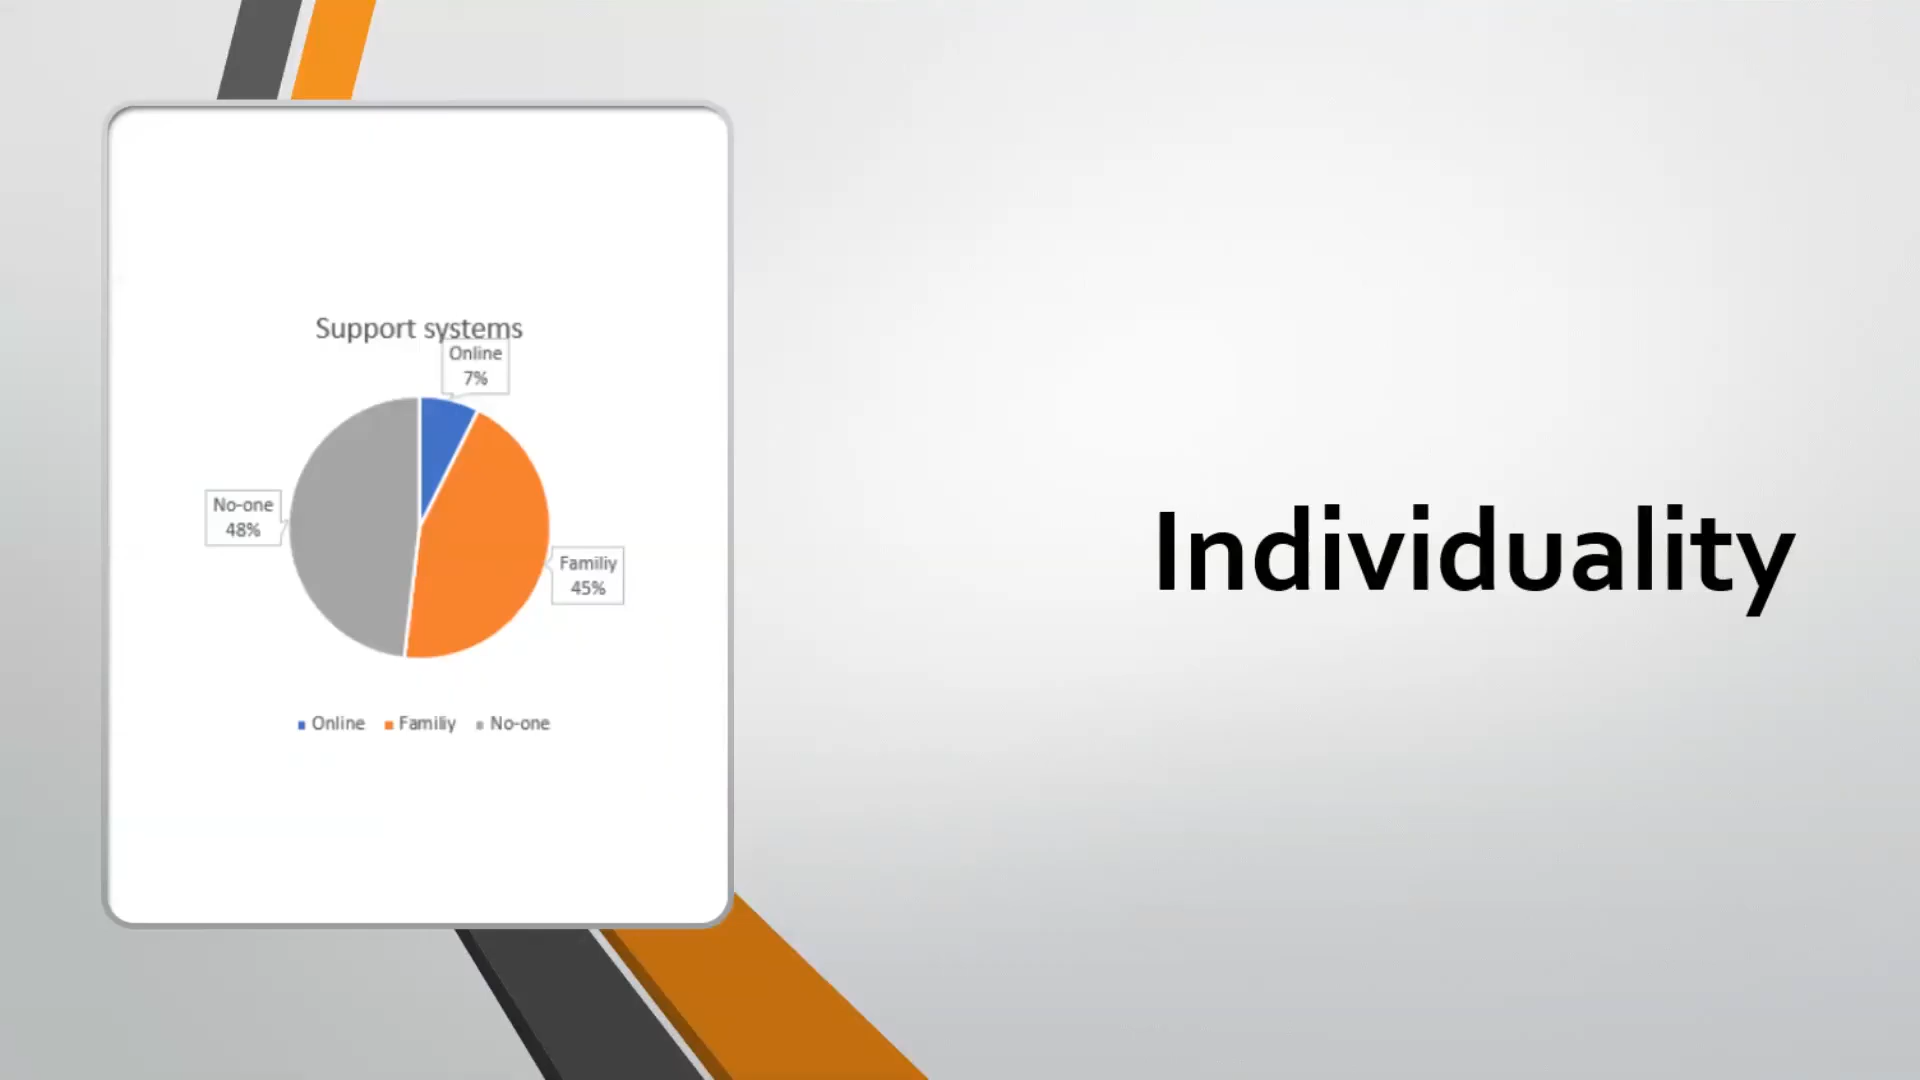 Support systems
Online
7%
No-one
48%
Familiy
45%
Online Familiy No-one
Individuality